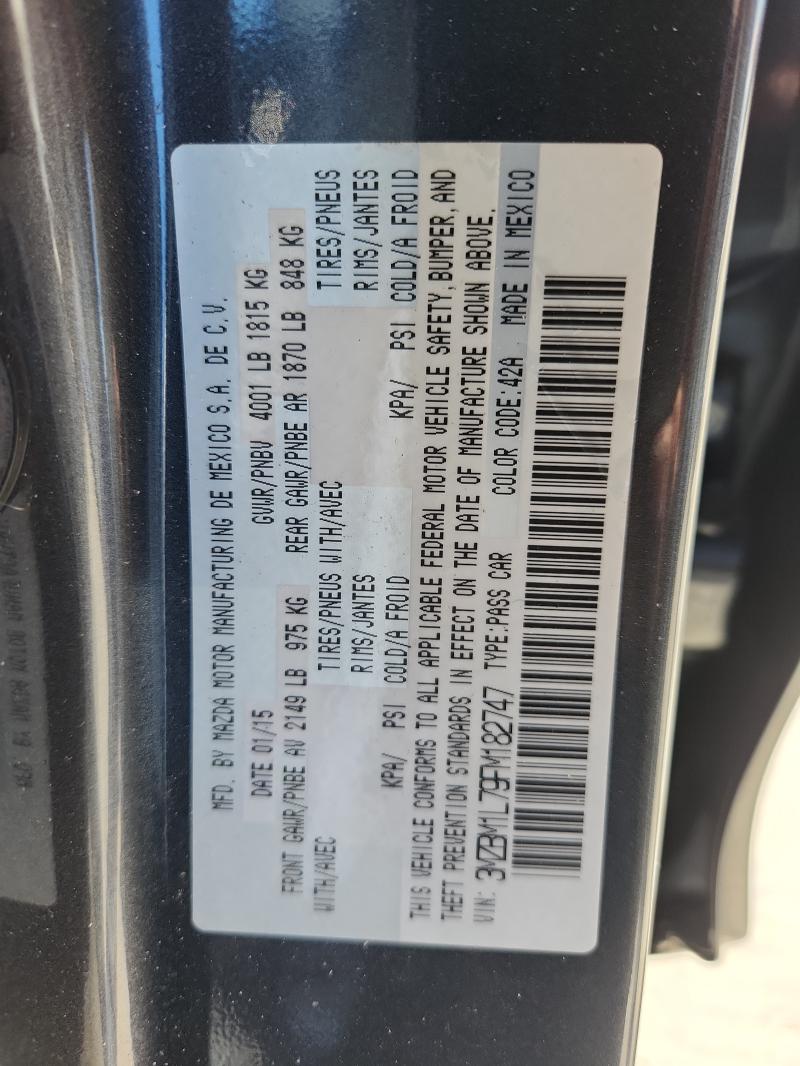 MFD. BY MAZDA MOTOR MANUFACTURING DE MEXICO S.A. DE C.V.
DATE 01/15 GVWR/PNBV 4001 LB 1815 KG
FRONT GAWR/PNBE AV 2149 LB 975 KG REAR GAWR/PNBE AR 1870 LB 848 KG
WITH/AVEC TIRES/PNEUS WITH/AVEC TIRES/PNEUS
RIMS/JANTES RIMS/JANTES
KPA/ PSI COLD/A FROID KPA/ PSI COLD/A FROID
THIS VEHICLE CONFORMS TO ALL APPLICABLE FEDERAL MOTOR VEHICLE SAFETY, BUMPER, AND
THEFT PREVENTION STANDARDS IN EFFECT ON THE DATE OF MANUFACTURE SHOWN ABOVE.
VIN: 3MZBM1L79FM182747 TYPE:PASS CAR COLOR CODE:42A MADE IN MEXICO